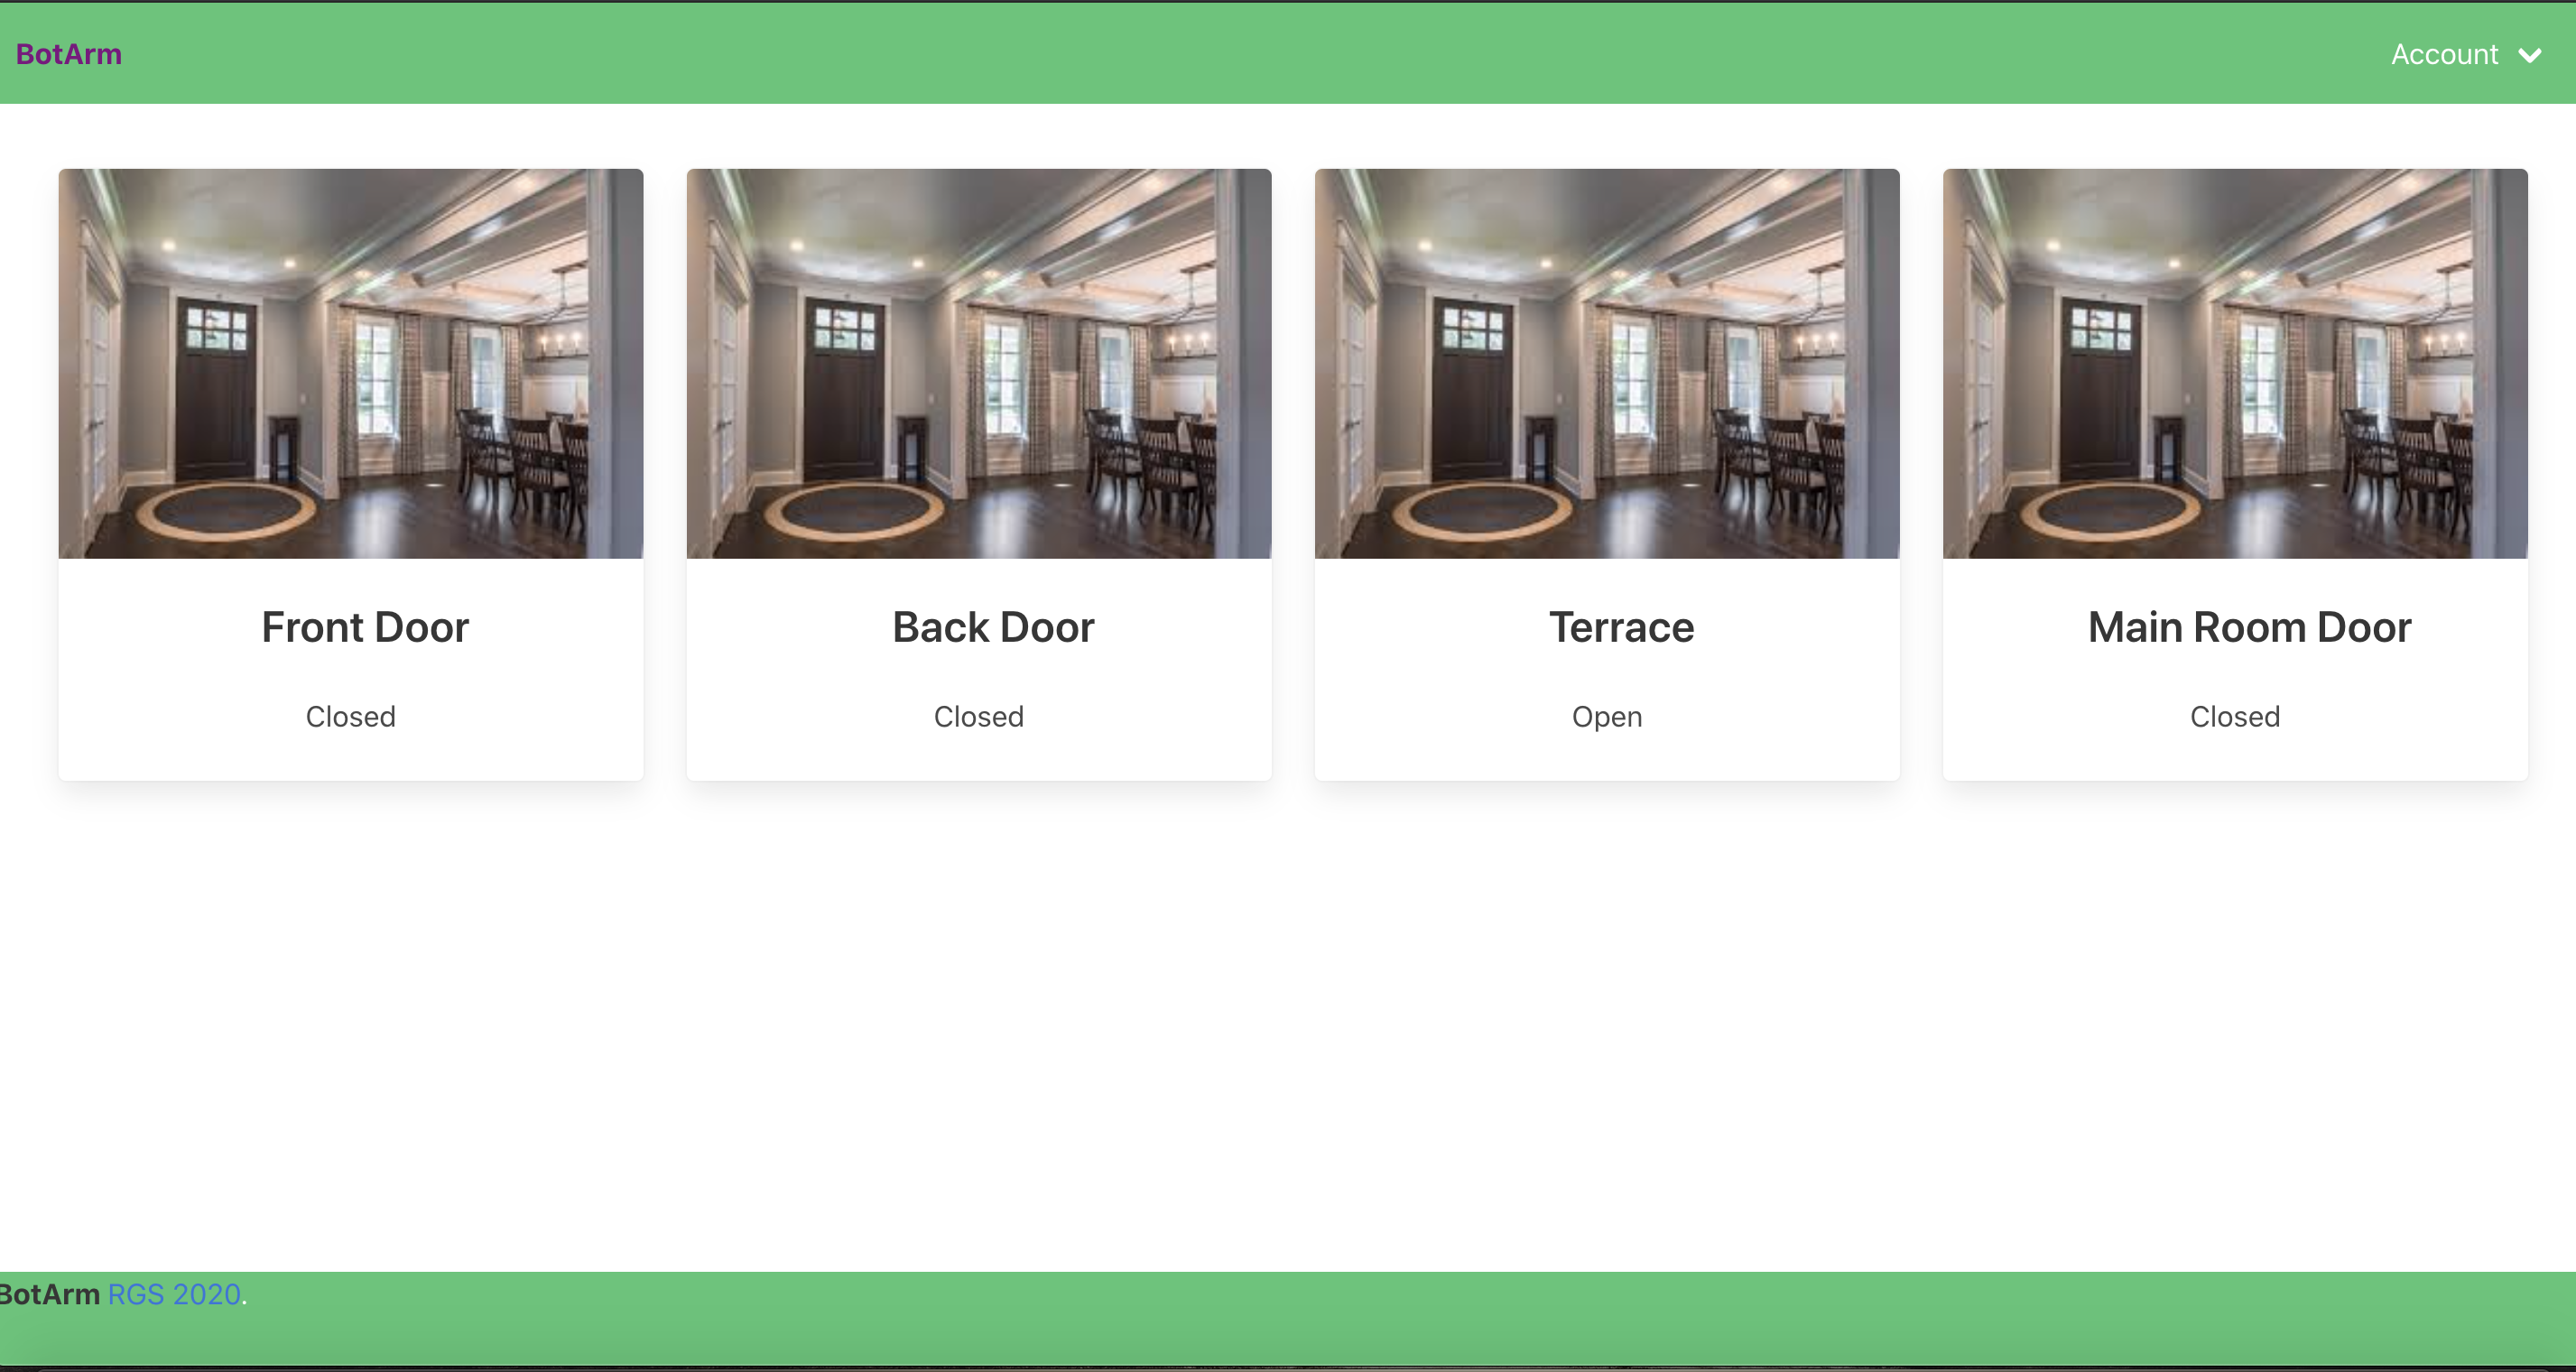 BotArm
Account
Front Door
Closed
Back Door
Closed
Terrace
Open
Main Room Door
Closed
BotArm RGS 2020.